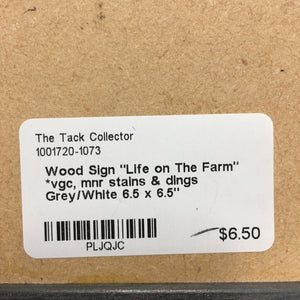 The Tack Collector
1001720-1073
Wood Sign "Life on The Farm"
*vgc, mnr stains & dings
Grey/White 6.5 x 6.5"
PLJQJC
$6.50